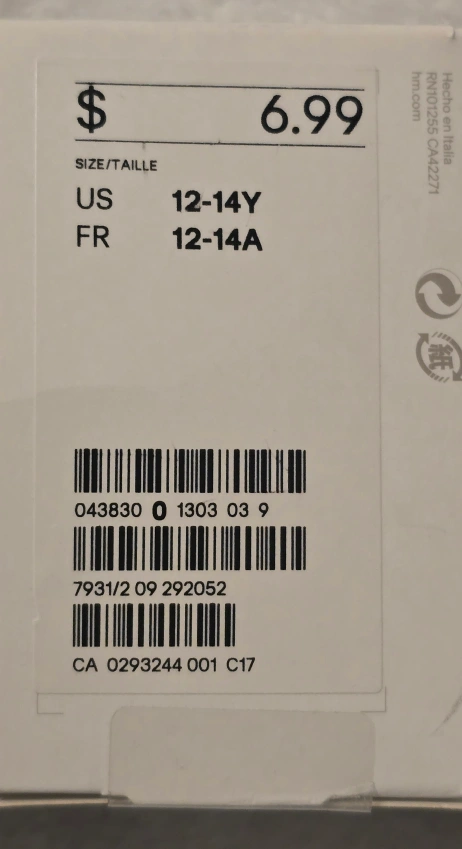 $ 6.99
SIZE/TAILLE
US 12-14Y
FR 12-14A
043830 0 1303 03 9
7931/2 09 292052
CA 0293244 001 C17
Hecho en Italia
RN101255 CA42271
hm.com
紙